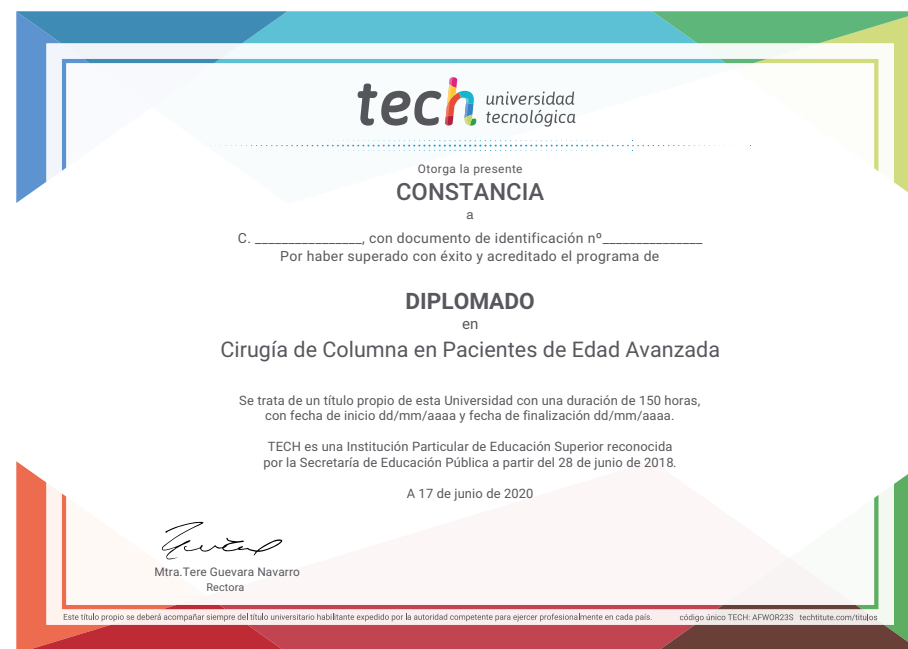 tech universidad
tecnológica
Otorga la presente
CONSTANCIA
a
C. ________________, con documento de identificación nº_______________
Por haber superado con éxito y acreditado el programa de
DIPLOMADO
en
Cirugía de Columna en Pacientes de Edad Avanzada
Se trata de un título propio de esta Universidad con una duración de 150 horas,
con fecha de inicio dd/mm/aaaa y fecha de finalización dd/mm/aaaa.
TECH es una Institución Particular de Educación Superior reconocida
por la Secretaría de Educación Pública a partir del 28 de junio de 2018.
A 17 de junio de 2020
Mtra.Tere Guevara Navarro
Rectora
Este título propio se deberá acompañar siempre del título universitario habilitante expedido por la autoridad competente para ejercer profesionalmente en cada país. código único TECH: AFWOR23S techtitute.com/titulos